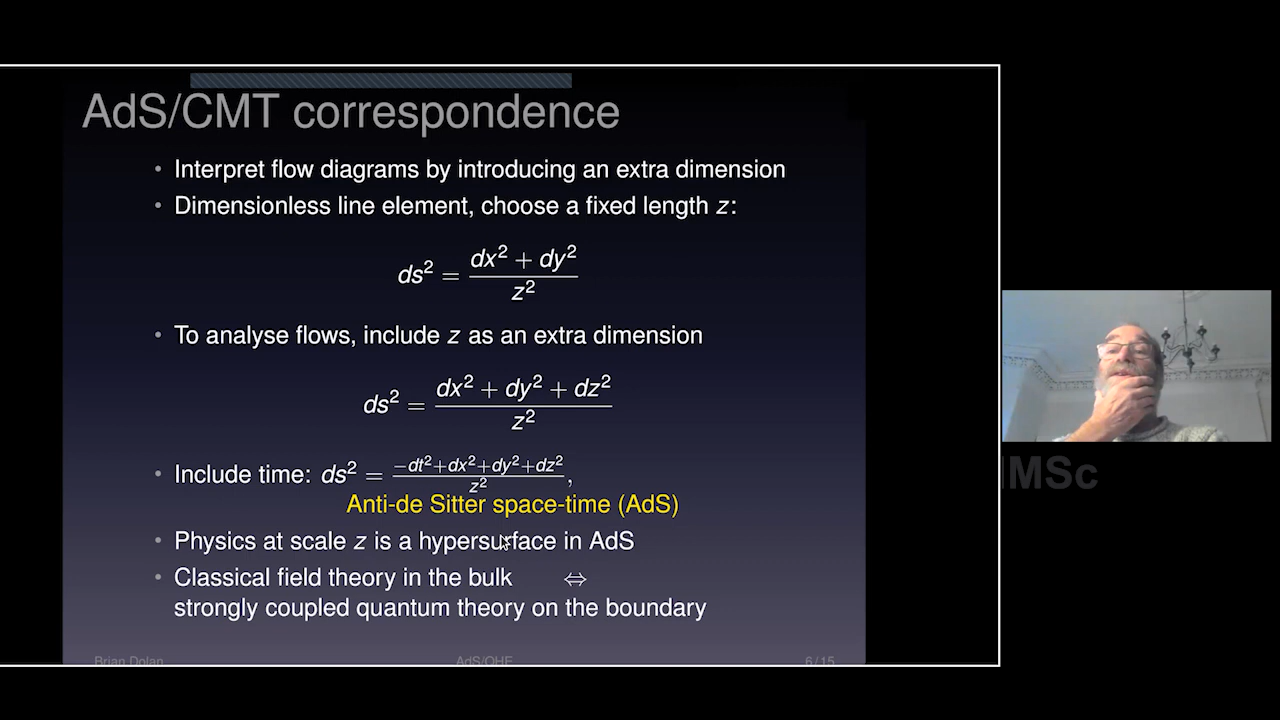 AdS/CMT correspondence
• Interpret flow diagrams by introducing an extra dimension
• Dimensionless line element, choose a fixed length z:
ds² = (dx² + dy²)/z²
• To analyse flows, include z as an extra dimension
ds² = (dx² + dy² + dz²)/z²
• Include time: ds² = (−dt²+dx²+dy²+dz²)/z²,
Anti-de Sitter space-time (AdS)
• Physics at scale z is a hypersurface in AdS
• Classical field theory in the bulk ⇔
strongly coupled quantum theory on the boundary
Brian Dolan AdS/QHE 6 / 15
IMSc